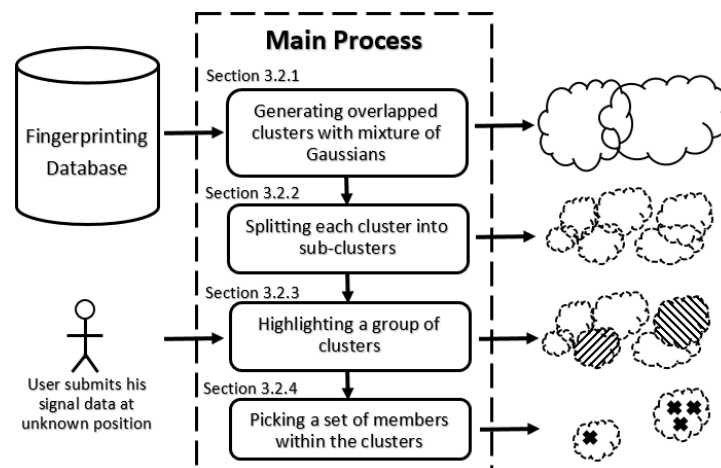 Main Process
Section 3.2.1
Generating overlapped
clusters with mixture of
Gaussians
Fingerprinting
Database
Section 3.2.2
Splitting each cluster into
sub-clusters
Section 3.2.3
Highlighting a group of
clusters
User submits his
signal data at
unknown position
Section 3.2.4
Picking a set of members
within the clusters